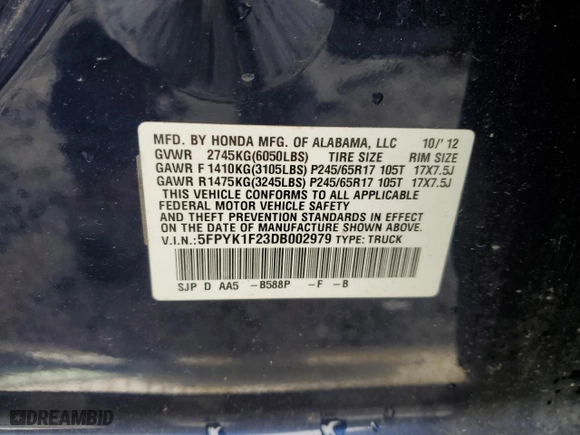 MFD. BY HONDA MFG. OF ALABAMA, LLC 10/'12
GVWR 2745KG(6050LBS) TIRE SIZE RIM SIZE
GAWR F 1410KG(3105LBS) P245/65R17 105T 17X7.5J
GAWR R 1475KG(3245LBS) P245/65R17 105T 17X7.5J
THIS VEHICLE CONFORMS TO ALL APPLICABLE
FEDERAL MOTOR VEHICLE SAFETY
AND THEFT PREVENTION STANDARDS IN EFFECT
ON THE DATE OF MANUFACTURE SHOWN ABOVE.
V.I.N.:5FPYK1F23DB002979 TYPE: TRUCK
SJP D AA5 -B588P -F -B
DREAMBID